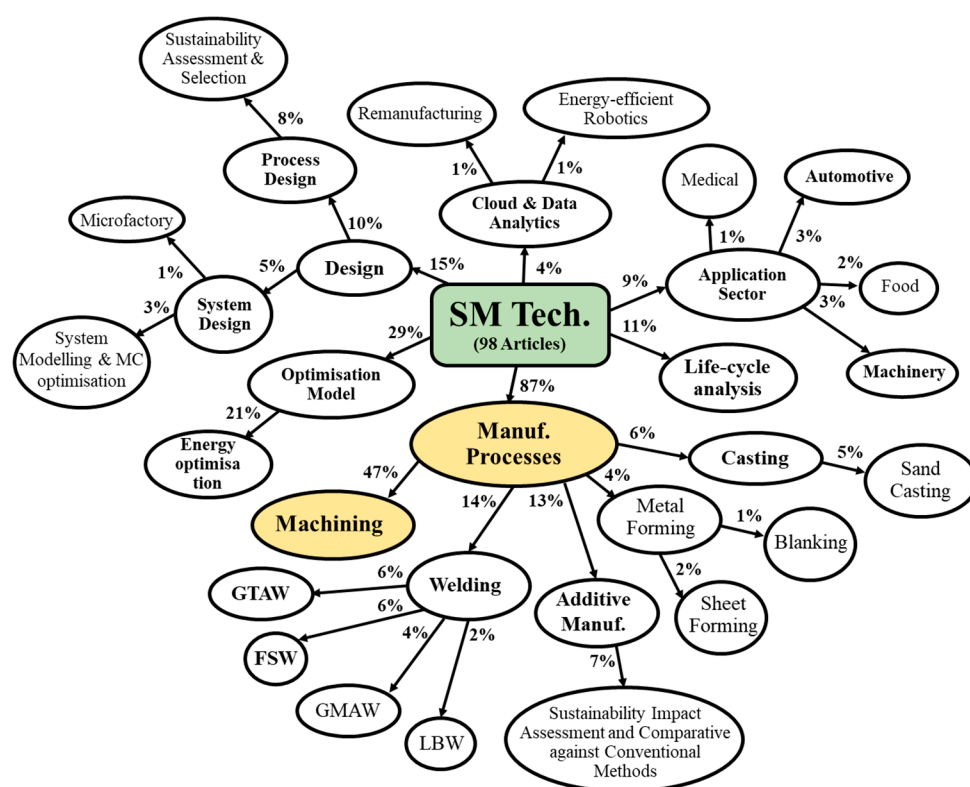 Sustainability
Assessment &
Selection
8%
Process
Design
10%
Remanufacturing
Energy-efficient
Robotics
1%
1%
Cloud & Data
Analytics
4%
Medical
Automotive
1%
3%
Application
Sector
9%
2%
Food
3%
Machinery
Microfactory
1%
5%
Design
15%
System
Design
3%
System
Modelling & MC
optimisation
SM Tech.
(98 Articles)
29%
Optimisation
Model
21%
Energy
optimisa
tion
11%
Life-cycle
analysis
87%
Manuf.
Processes
6%
Casting
5%
Sand
Casting
47%
Machining
14%
13%
4%
Metal
Forming
1%
Blanking
2%
Sheet
Forming
Welding
6%
GTAW
6%
FSW
4%
GMAW
2%
LBW
Additive
Manuf.
7%
Sustainability Impact
Assessment and Comparative
against Conventional
Methods